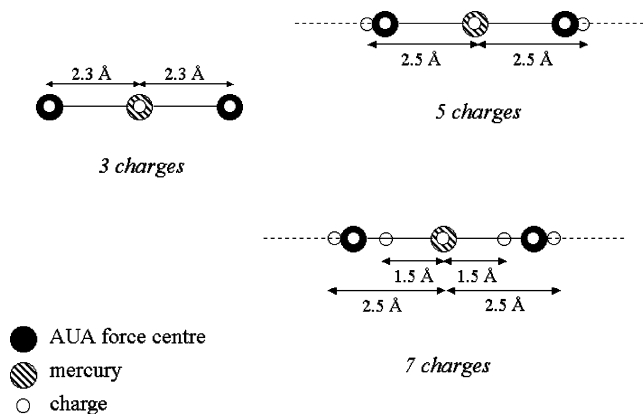 2.5 Å 2.5 Å
5 charges
2.3 Å 2.3 Å
3 charges
1.5 Å 1.5 Å
2.5 Å 2.5 Å
7 charges
AUA force centre
mercury
charge